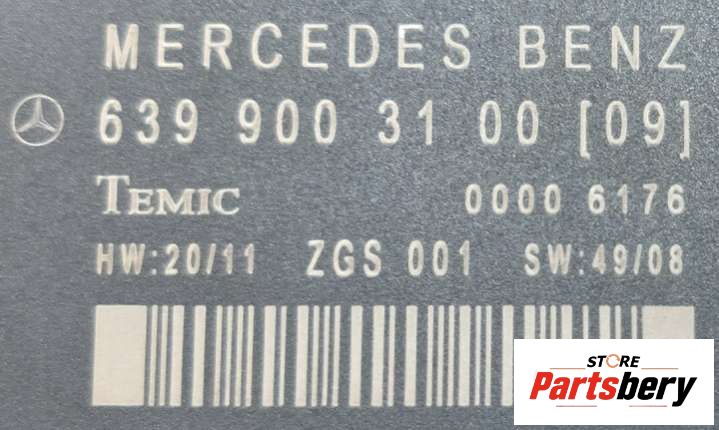 MERCEDES BENZ
639 900 31 00 [09]
TEMIC 0000 6176
HW:20/11 ZGS 001 SW:49/08
STORE
Partsbery